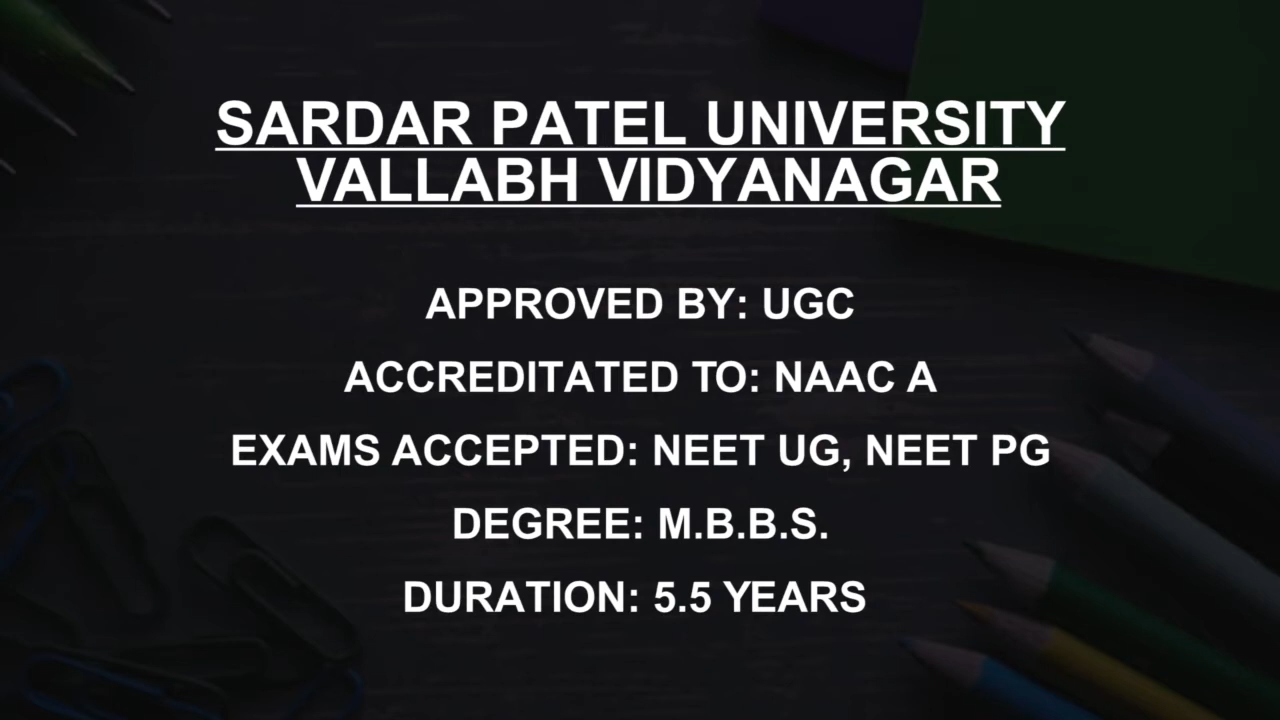 SARDAR PATEL UNIVERSITY
VALLABH VIDYANAGAR
APPROVED BY: UGC
ACCREDITATED TO: NAAC A
EXAMS ACCEPTED: NEET UG, NEET PG
DEGREE: M.B.B.S.
DURATION: 5.5 YEARS